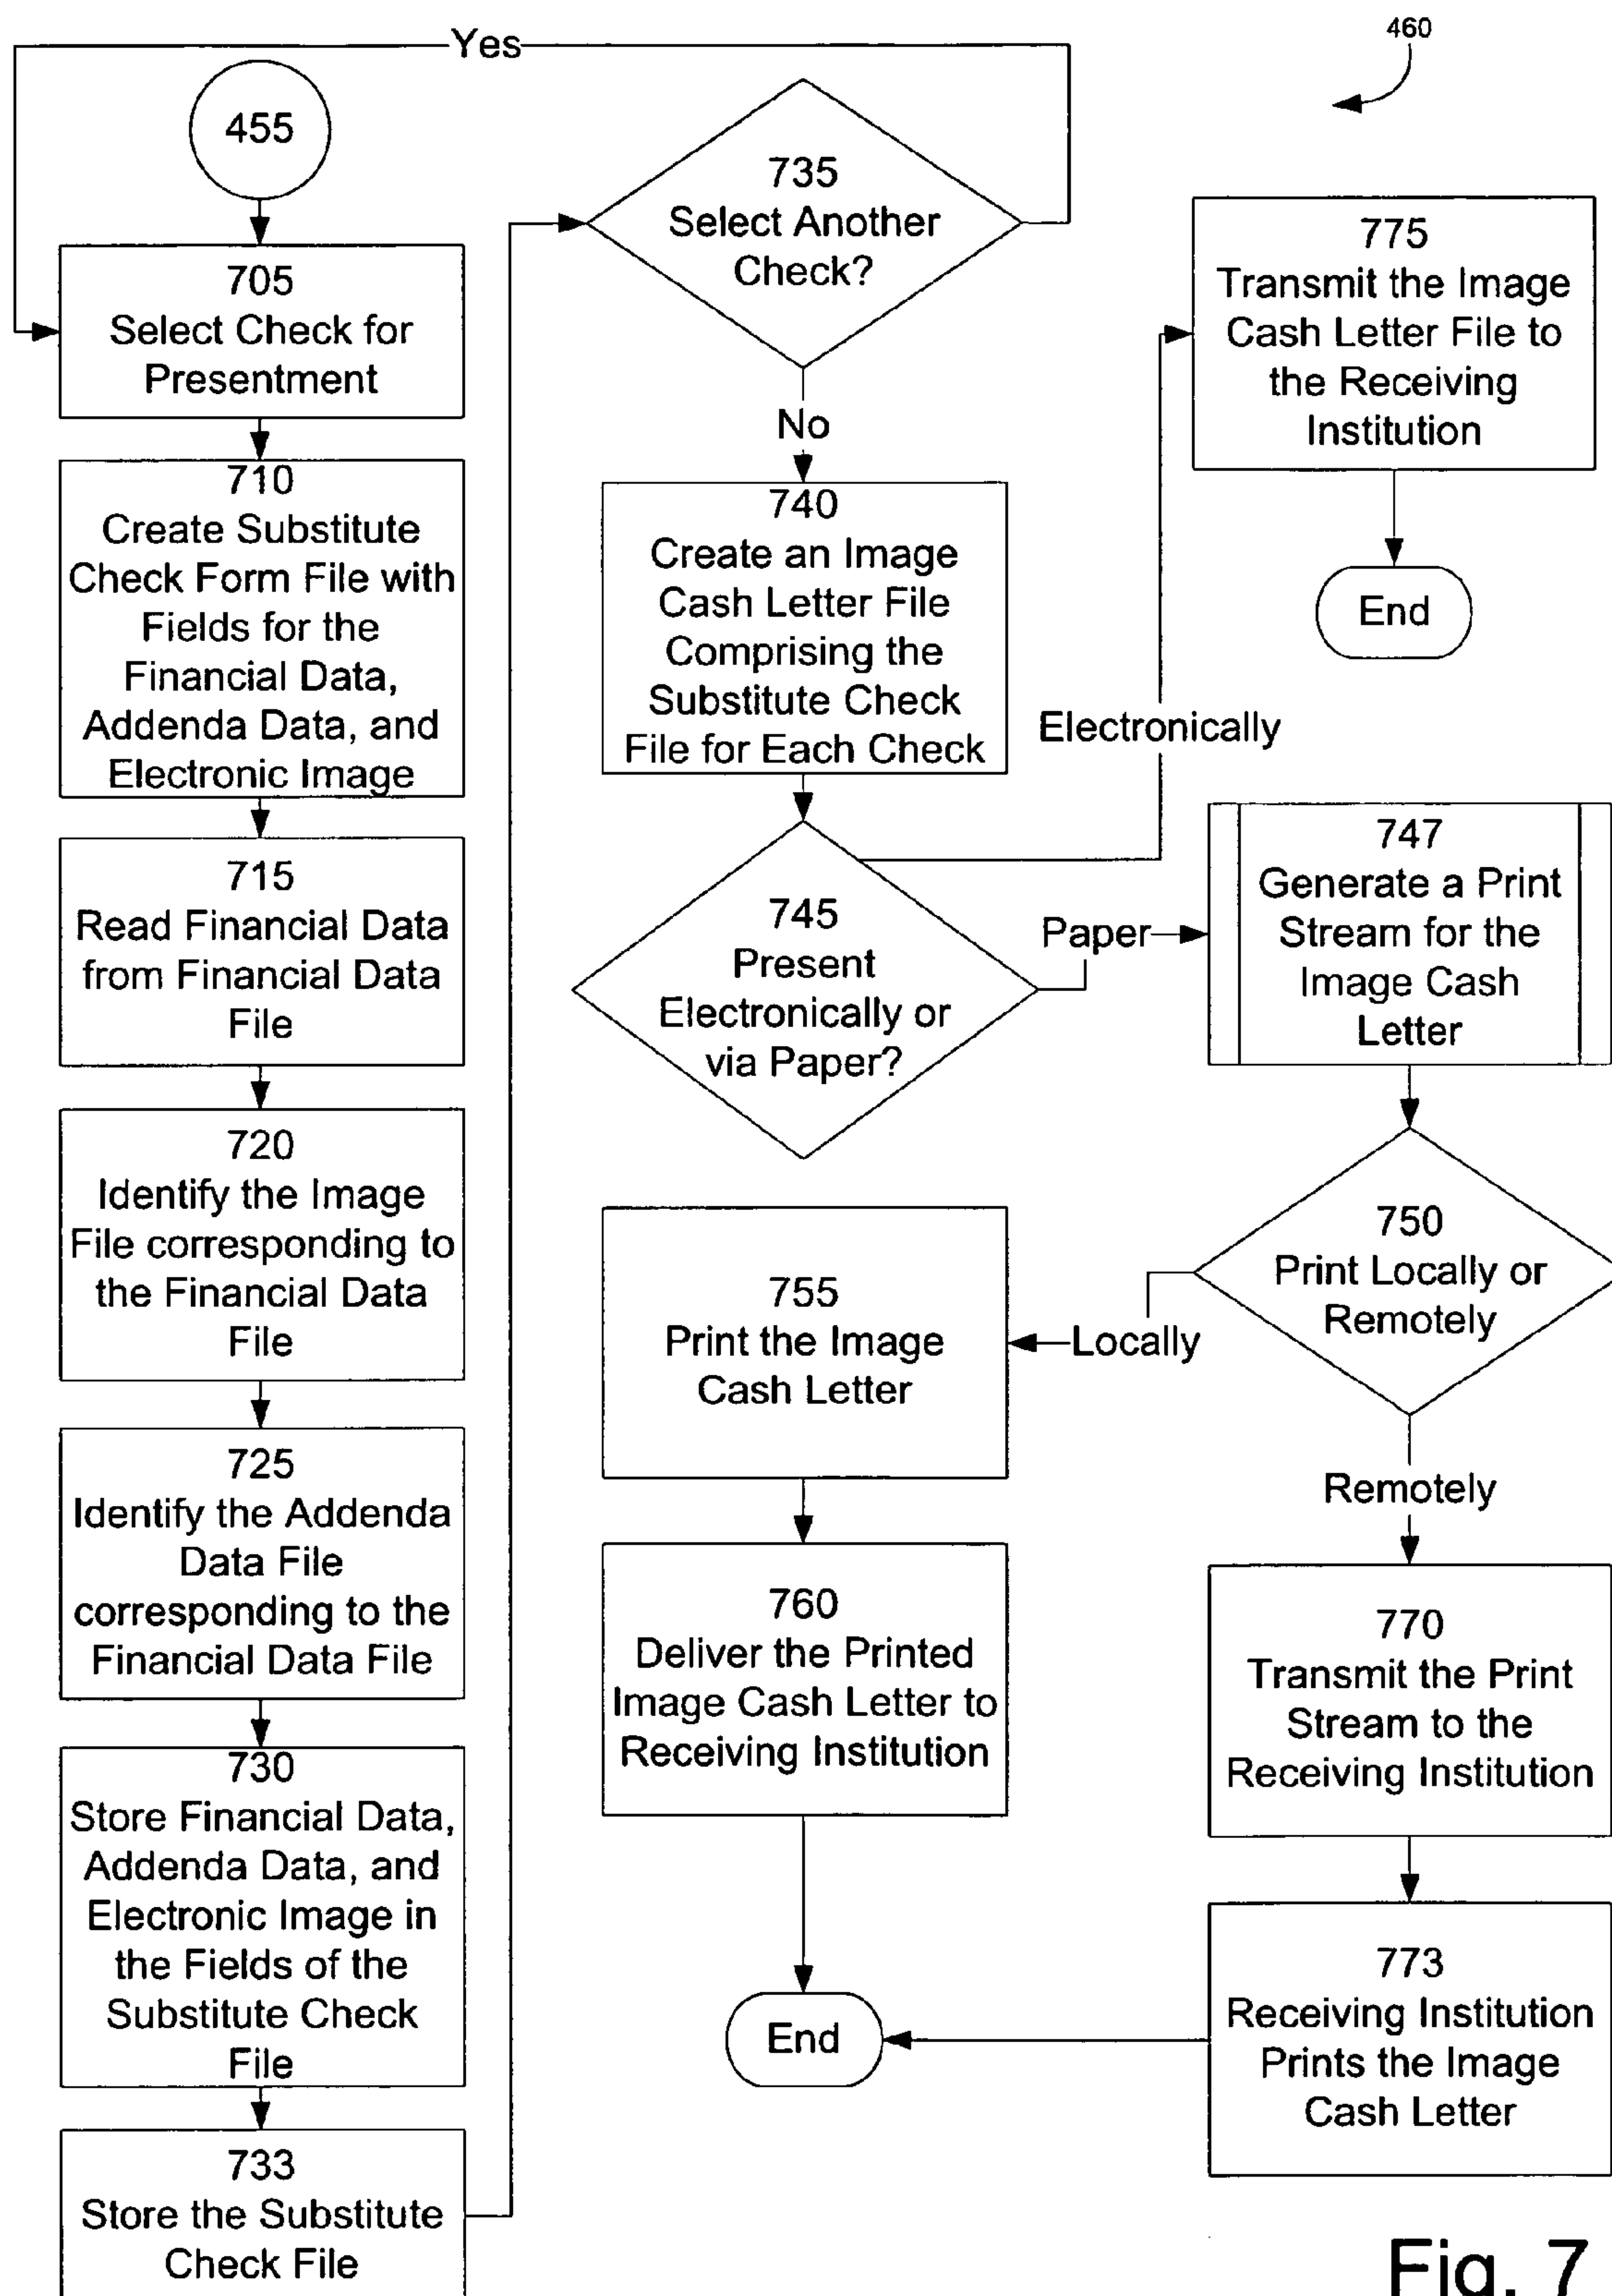 Yes
460
455
705
Select Check for
Presentment
710
Create Substitute
Check Form File with
Fields for the
Financial Data,
Addenda Data, and
Electronic Image
715
Read Financial Data
from Financial Data
File
720
Identify the Image
File corresponding to
the Financial Data
File
725
Identify the Addenda
Data File
corresponding to the
Financial Data File
730
Store Financial Data,
Addenda Data, and
Electronic Image in
the Fields of the
Substitute Check
File
733
Store the Substitute
Check File
735
Select Another
Check?
No
740
Create an Image
Cash Letter File
Comprising the
Substitute Check
File for Each Check
745
Present
Electronically or
via Paper?
Electronically
775
Transmit the Image
Cash Letter File to
the Receiving
Institution
End
Paper
747
Generate a Print
Stream for the
Image Cash
Letter
750
Print Locally or
Remotely
Locally
755
Print the Image
Cash Letter
760
Deliver the Printed
Image Cash Letter to
Receiving Institution
Remotely
770
Transmit the Print
Stream to the
Receiving Institution
773
Receiving Institution
Prints the Image
Cash Letter
End
Fig. 7